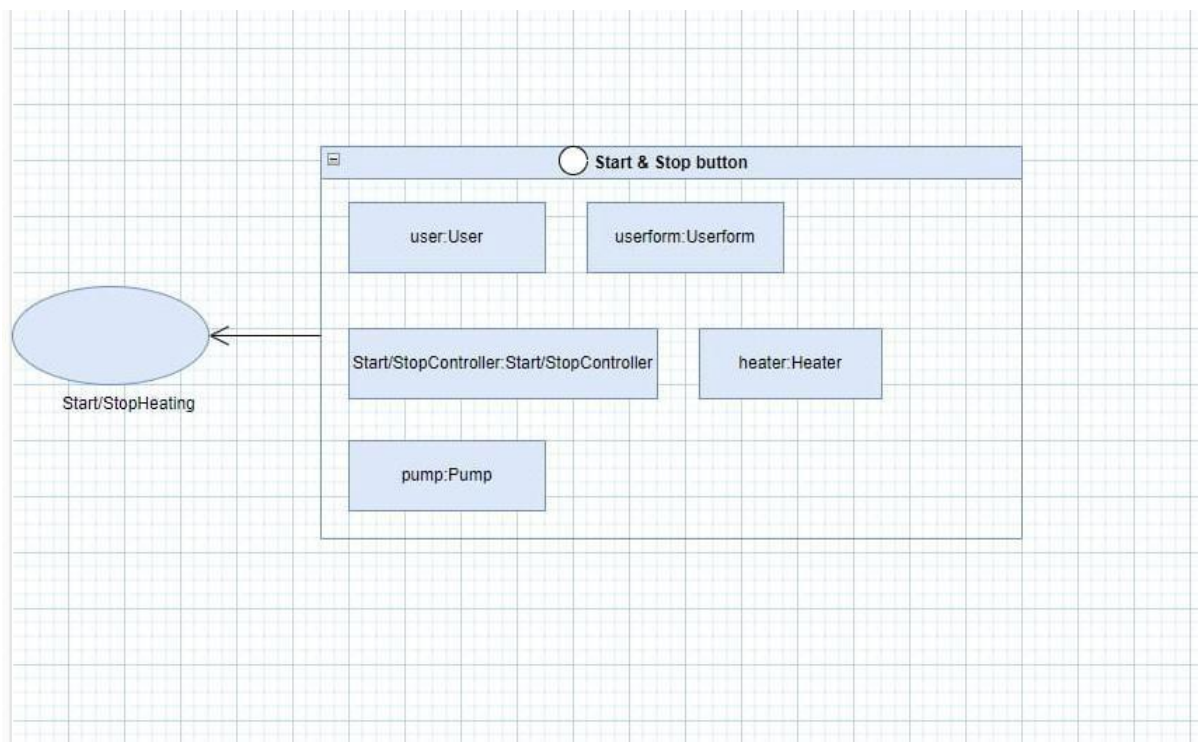 Start & Stop button
user:User
userform:Userform
Start/StopController:Start/StopController
heater:Heater
Start/StopHeating
pump:Pump